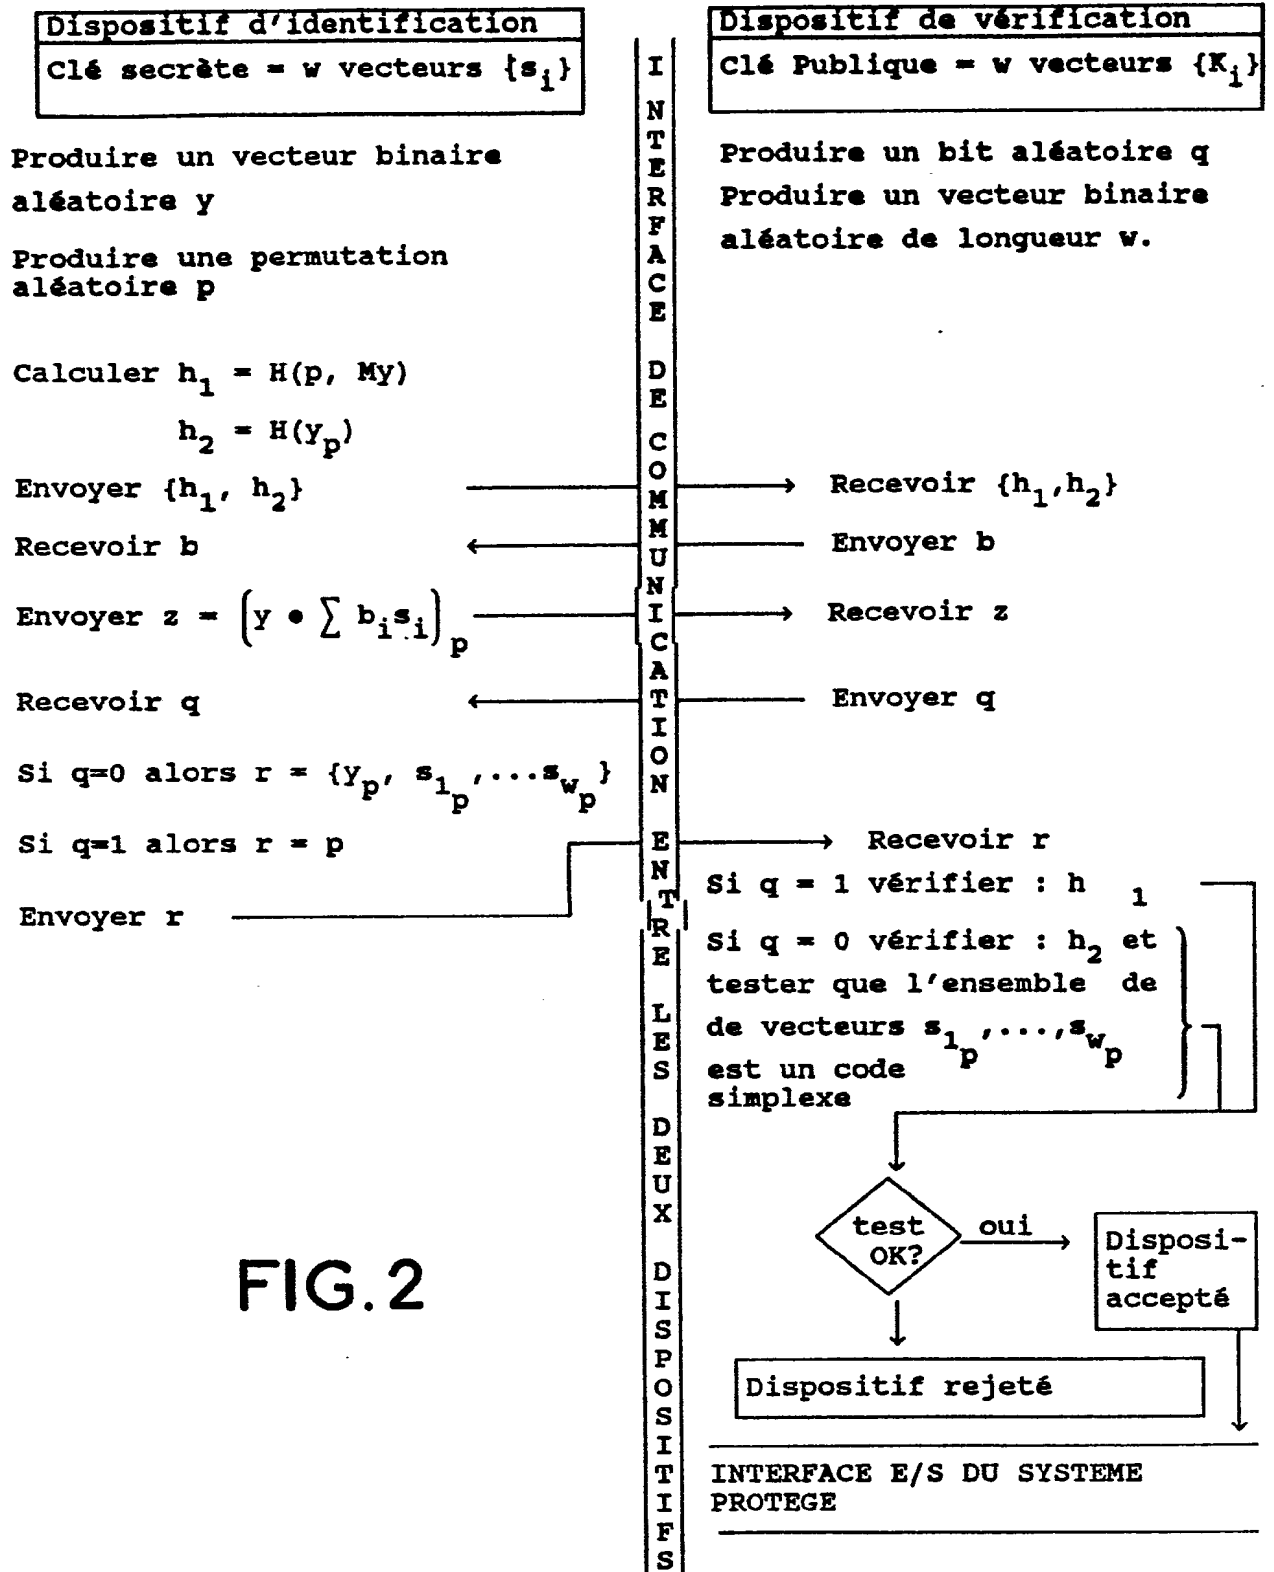 Dispositif d'identification
Clé secrète = w vecteurs {s_i}
Produire un vecteur binaire
aléatoire y
Produire une permutation
aléatoire p
Calculer h_1 = H(p, My)
h_2 = H(y_p)
Envoyer {h_1, h_2}
Recevoir b
Envoyer z = (y • ∑ b_i s_i)_p
Recevoir q
Si q=0 alors r = {y_p, s_1_p,...s_w_p}
Si q=1 alors r = p
Envoyer r
FIG.2
INTERFACE DE COMMUNICATION ENTRE LES DEUX DISPOSITIFS
Dispositif de vérification
Clé Publique = w vecteurs {K_i}
Produire un bit aléatoire q
Produire un vecteur binaire
aléatoire de longueur w.
Recevoir {h_1,h_2}
Envoyer b
Recevoir z
Envoyer q
Recevoir r
Si q = 1 vérifier : h_1
Si q = 0 vérifier : h_2 et
tester que l'ensemble de
de vecteurs s_1_p,...,s_w_p
est un code
simplexe
test
OK?
oui
Disposi-
tif
accepté
Dispositif rejeté
INTERFACE E/S DU SYSTEME
PROTEGE